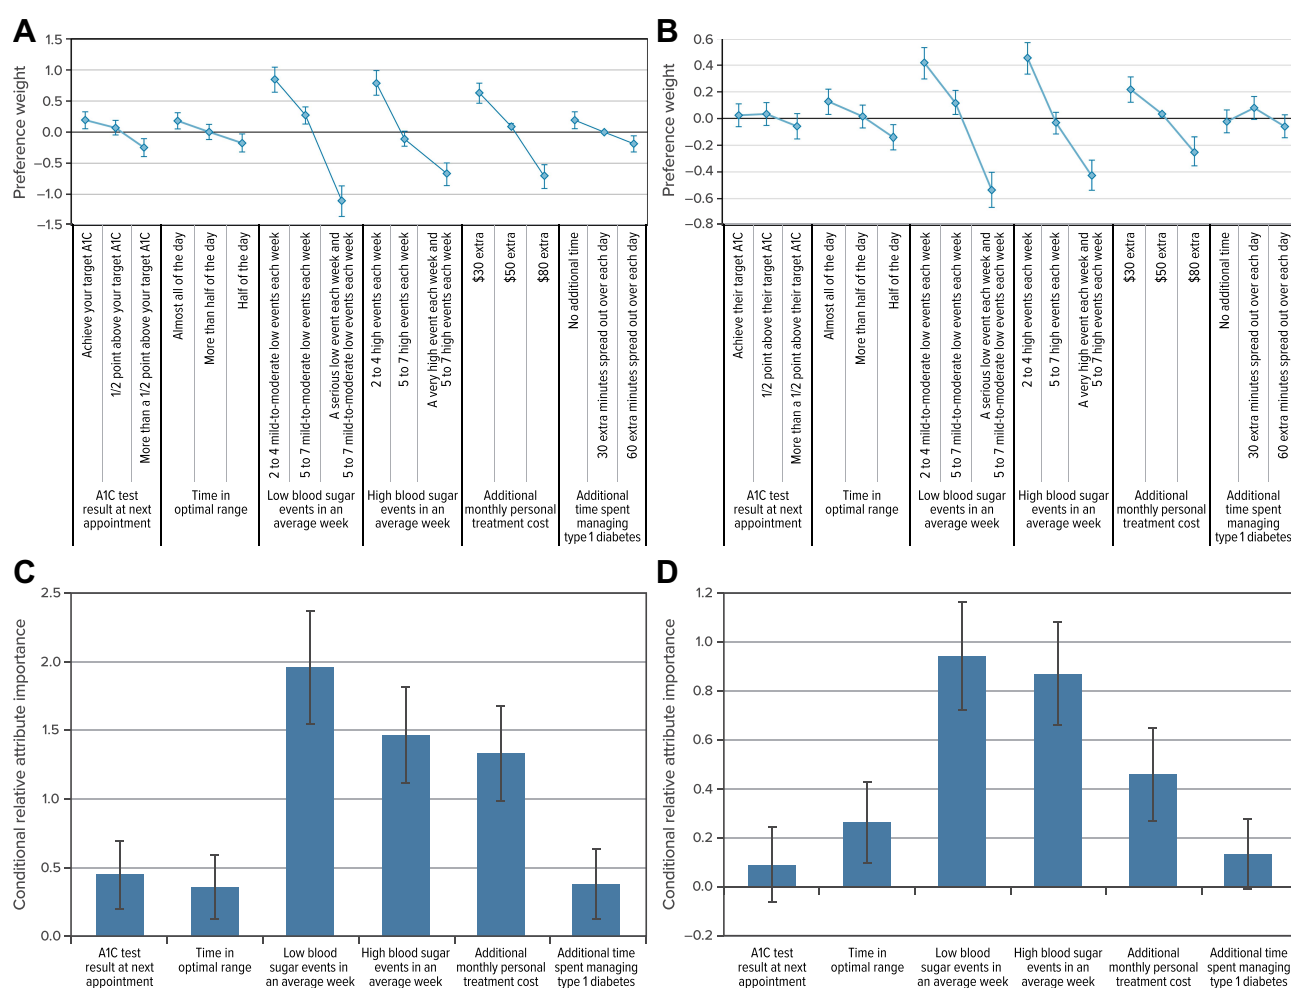 A
Preference weight
1.5
1.0
0.5
0.0
–0.5
–1.0
–1.5
Achieve your target A1C
1/2 point above your target A1C
More than a 1/2 point above your target A1C
Almost all of the day
More than half of the day
Half of the day
2 to 4 mild-to-moderate low events each week
5 to 7 mild-to-moderate low events each week
A serious low event each week and
5 to 7 mild-to-moderate low events each week
2 to 4 high events each week
5 to 7 high events each week
A very high event each week and
5 to 7 high events each week
$30 extra
$50 extra
$80 extra
No additional time
30 extra minutes spread out over each day
60 extra minutes spread out over each day
A1C test
result at next
appointment
Time in
optimal range
Low blood sugar
events in an
average week
High blood sugar
events in an
average week
Additional
monthly personal
treatment cost
Additional
time spent
managing
type 1 diabetes
B
Preference weight
0.6
0.4
0.2
0.0
–0.2
–0.4
–0.6
–0.8
Achieve their target A1C
1/2 point above their target A1C
More than a 1/2 point above their target A1C
Almost all of the day
More than half of the day
Half of the day
2 to 4 mild-to-moderate low events each week
5 to 7 mild-to-moderate low events each week
A serious low event each week and
5 to 7 mild-to-moderate low events each week
2 to 4 high events each week
5 to 7 high events each week
A very high event each week and
5 to 7 high events each week
$30 extra
$50 extra
$80 extra
No additional time
30 extra minutes spread out over each day
60 extra minutes spread out over each day
A1C test
result at next
appointment
Time in
optimal range
Low blood sugar
events in an
average week
High blood sugar
events in an
average week
Additional
monthly personal
treatment cost
Additional
time spent
managing
type 1 diabetes
C
Conditional relative attribute importance
2.5
2.0
1.5
1.0
0.5
0.0
A1C test
result at next
appointment
Time in
optimal range
Low blood
sugar events in
an average week
High blood sugar
events in an
average week
Additional
monthly personal
treatment cost
Additional time
spent managing
type 1 diabetes
D
Conditional relative attribute importance
1.2
1.0
0.8
0.6
0.4
0.2
0.0
–0.2
A1C test
result at next
appointment
Time in
optimal range
Low blood
sugar events in
an average week
High blood sugar
events in an
average week
Additional
monthly personal
treatment cost
Additional time
spent managing
type 1 diabetes